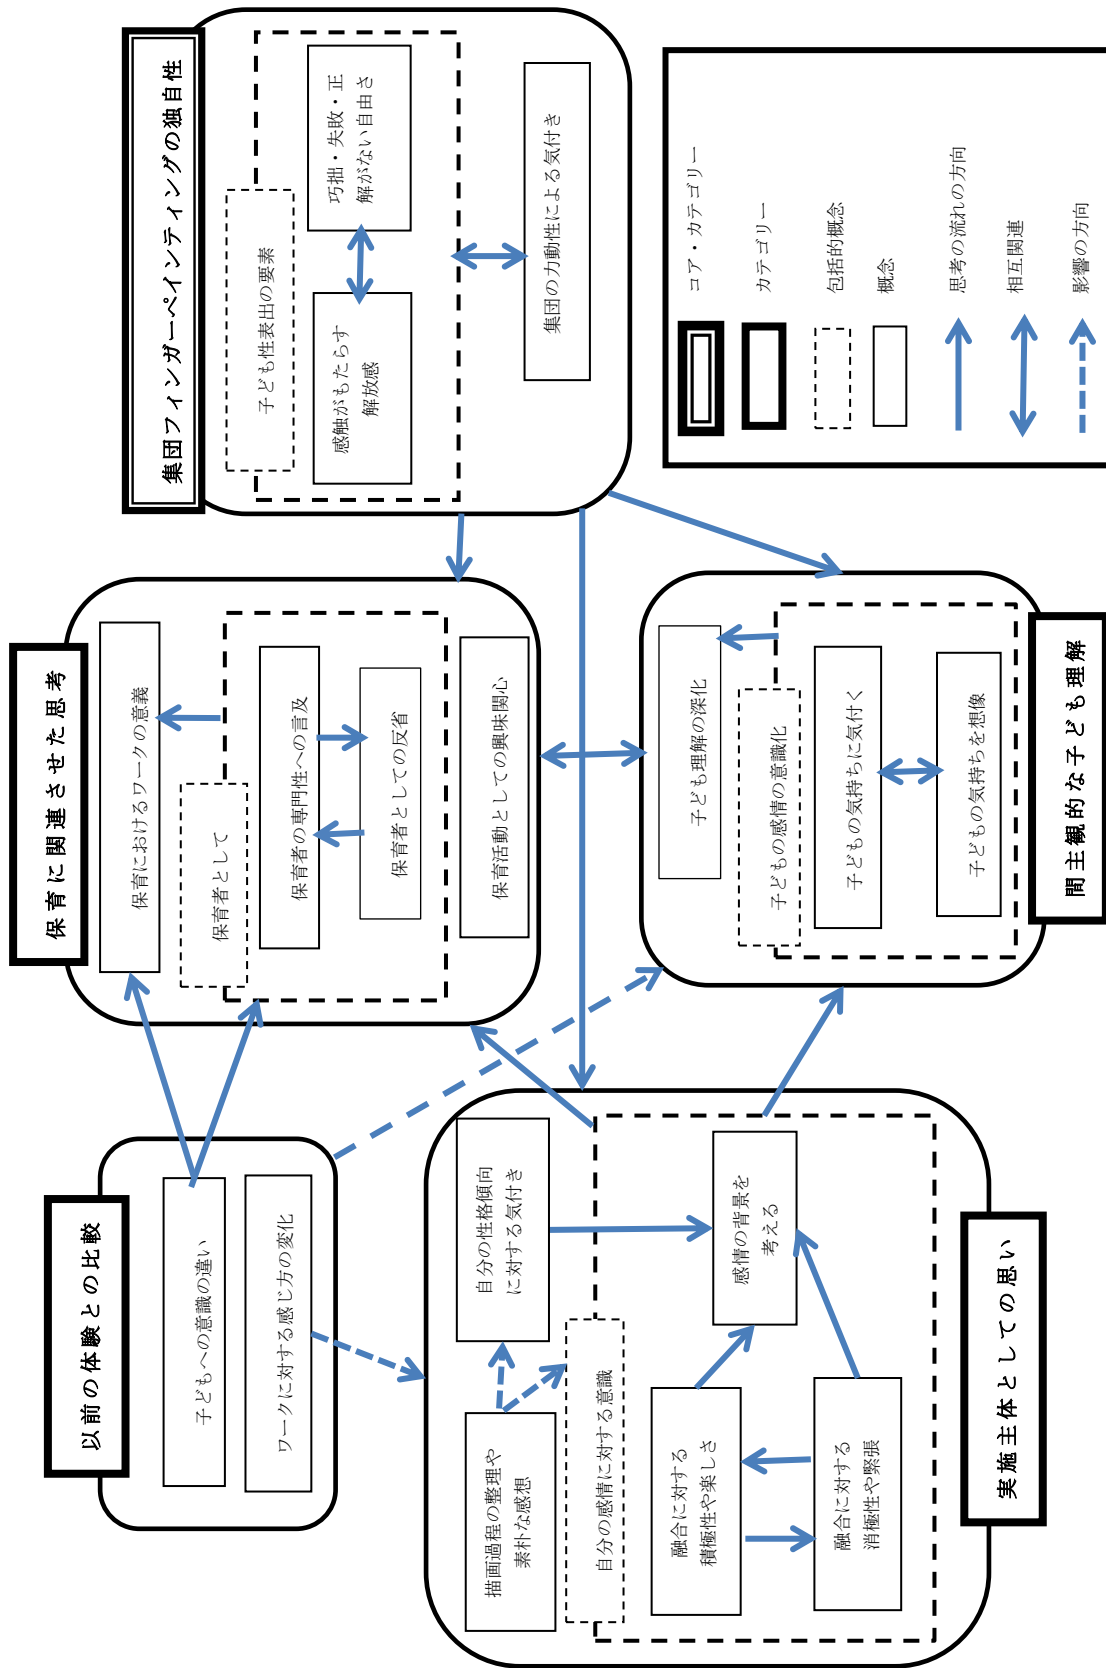 以前の体験との比較
子どもへの意識の違い
ワークに対する感じ方の変化
保育に関連させた思考
保育におけるワークの意義
保育者として
保育者の専門性への言及
保育者としての反省
保育活動としての興味関心
集団フィンガーペインティングの独自性
子ども性表出の要素
感触がもたらす
解放感
巧拙・失敗・正
解がない自由さ
集団の力動性による気付き
描画過程の整理や
素朴な感想
自分の性格傾向
に対する気付き
自分の感情に対する意識
融合に対する
積極性や楽しさ
感情の背景を
考える
融合に対する
消極性や緊張
実施主体としての思い
子ども理解の深化
子どもの感情の意識化
子どもの気持ちに気付く
子どもの気持ちを想像
間主観的な子ども理解
コア・カテゴリー
カテゴリー
包括的概念
概念
思考の流れの方向
相互関連
影響の方向